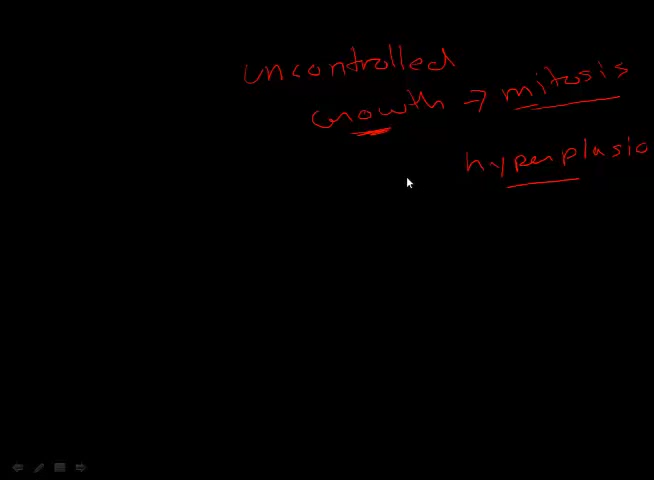 uncontrolled
growth → mitosis
hyperplasia